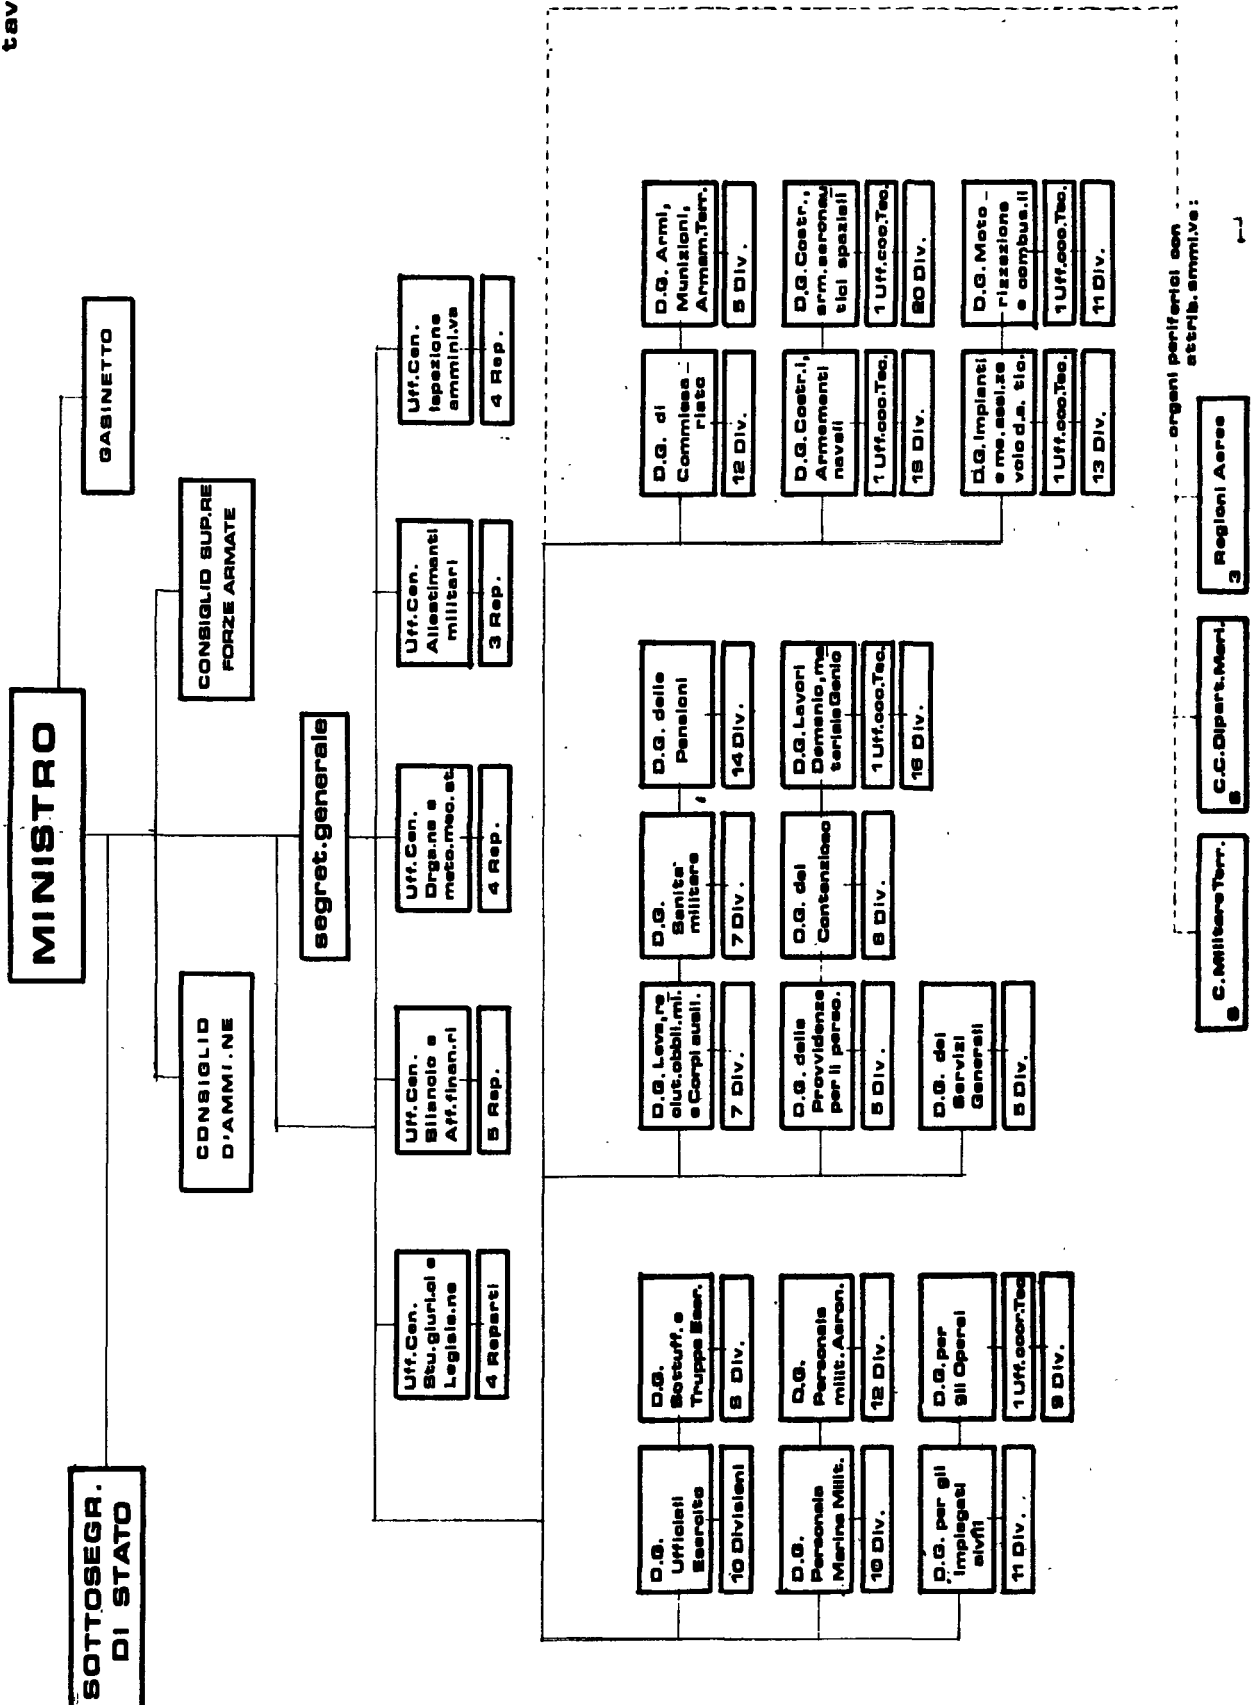 tav
MINISTRO
SOTTOSEGR.
DI STATO
GABINETTO
CONSIGLIO
D'AMMI.NE
CONSIGLIO SUP.RE
FORZE ARMATE
segret.generale
Uff.Cen.
Stu.giuri.ci e
Legisla.ne
4 Reparti
Uff.Cen.
Bilancio e
Aff.finan.ri
5 Rep.
Uff.Cen.
Orga.ne e
meto.mec.st.
4 Rep.
Uff.Cen.
Allestimenti
militari
3 Rep.
Uff.Cen.
Ispezione
ammini.va
4 Rep.
D.G.
Ufficiali
Esercito
10 Divisioni
D.G.
Sottuff. e
Truppa Eser.
8 Div.
D.G.
Personale
Marina Milit.
10 Div.
D.G.
Personale
milit. Aeron.
12 Div.
D.G. per gli
Impiegati
civili
11 Div.
D.G. per
gli Operai
1 Uff.coor.Tec
9 Div.
D.G. Leva, re
clut.obbli.mi.
e Corpi ausil.
7 Div.
D.G.
Sanita'
militare
7 Div.
D.G. delle
Pensioni
14 Div.
D.G. delle
Provvidenze
per il perso.
5 Div.
D.G. del
Contenzioso
6 Div.
D.G. Lavori
Demanio, ma
teriale Genio
1 Uff.coo.Tec.
16 Div.
D.G. dei
Servizi
Generali
5 Div.
D.G. di
Commissa-
riato
12 Div.
D.G. Armi,
Munizioni,
Armam.Terr.
5 Div.
D.G.Costr.i,
Armamenti
navali
1 Uff.coo.Tec.
Div.
D.G.Costr.,
arm.aeronau
tici spaziali
1 Uff.coo.Tec.
20 Div.
D.G. Impianti
e me. assi.ze
volo d.a. tlc.
1 Uff.coo.Tec.
13 Div.
D.G. Moto-
rizzazione
e combus.li
1 Uff.coo.Tec.
11 Div.
organi periferici con
attrib. ammi.ve:
C.Militare Terr.
C.C.Dipart.Mari.
3 Regioni Aeree